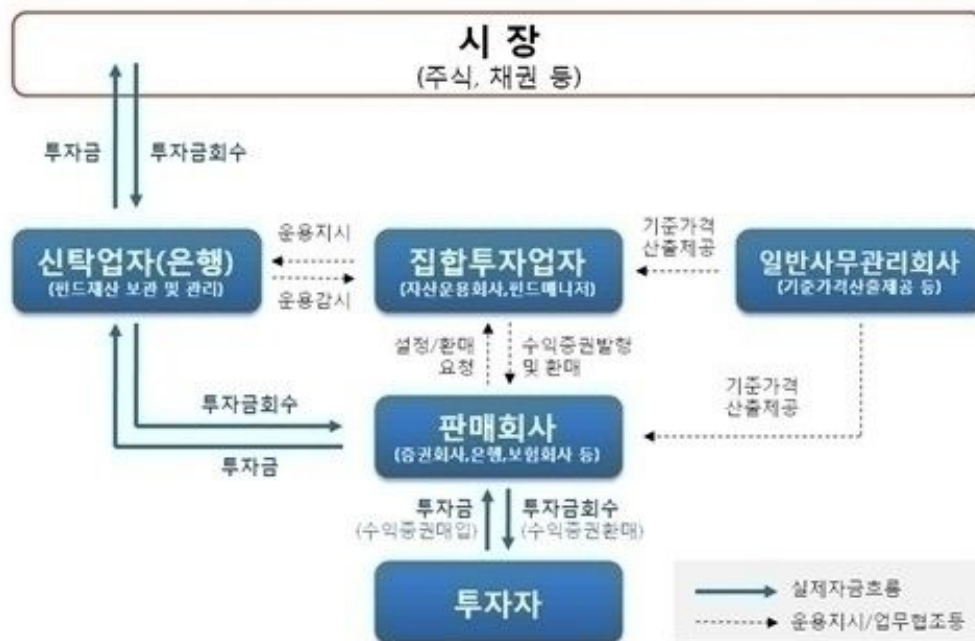 시 장
(주식, 채권 등)
투자금
투자금회수
신탁업자(은행)
(펀드재산 보관 및 관리)
운용지시
운용감시
집합투자업자
(자산운용회사,펀드매니저)
기준가격
산출제공
일반사무관리회사
(기준가격산출제공 등)
설정/환매
요청
수익증권발행
및 환매
기준가격
산출제공
투자금회수
투자금
판매회사
(증권회사,은행,보험회사 등)
투자금
(수익증권매입)
투자금회수
(수익증권환매)
투자자
실제자금흐름
운용지시/업무협조등